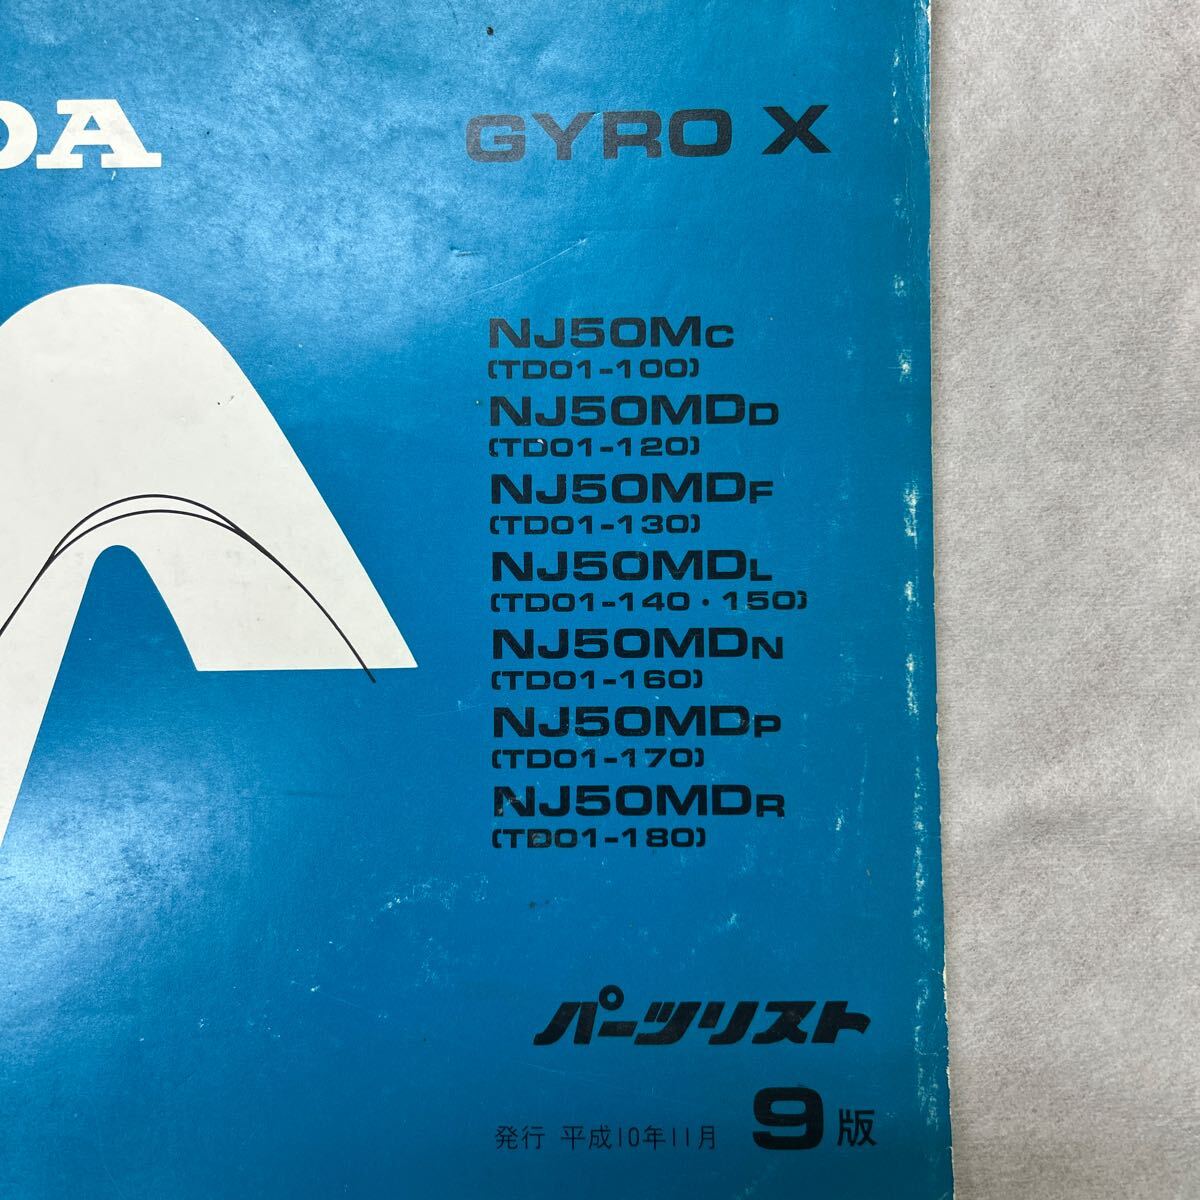 DA
GYRO X
NJ50MC
(TD01-100)
NJ50MDD
(TD01-120)
NJ50MDF
(TD01-130)
NJ50MDL
(TD01-140・150)
NJ50MDN
(TD01-160)
NJ50MDP
(TD01-170)
NJ50MDR
(TD01-180)
パーツリスト
発行 平成10年11月 9版